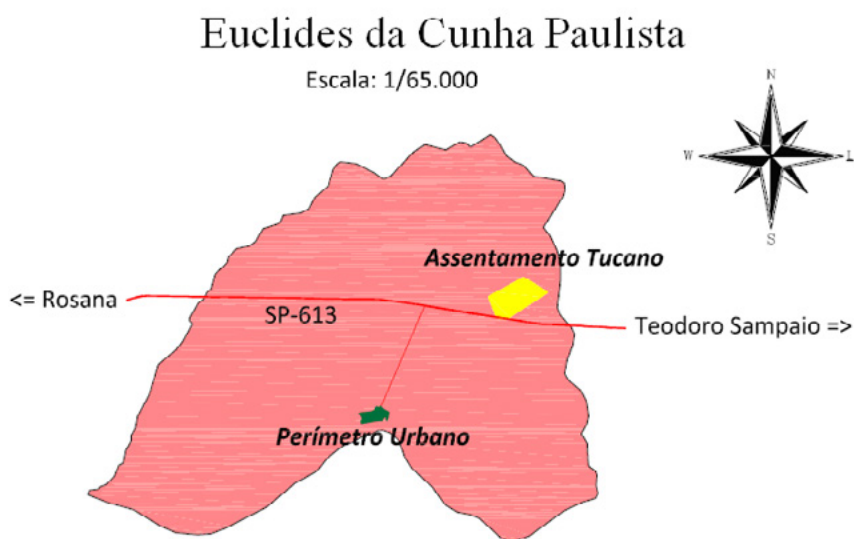 Euclides da Cunha Paulista
Escala: 1/65.000
N
W
L
S
Assentamento Tucano
<= Rosana
SP-613
Teodoro Sampaio =>
Perímetro Urbano